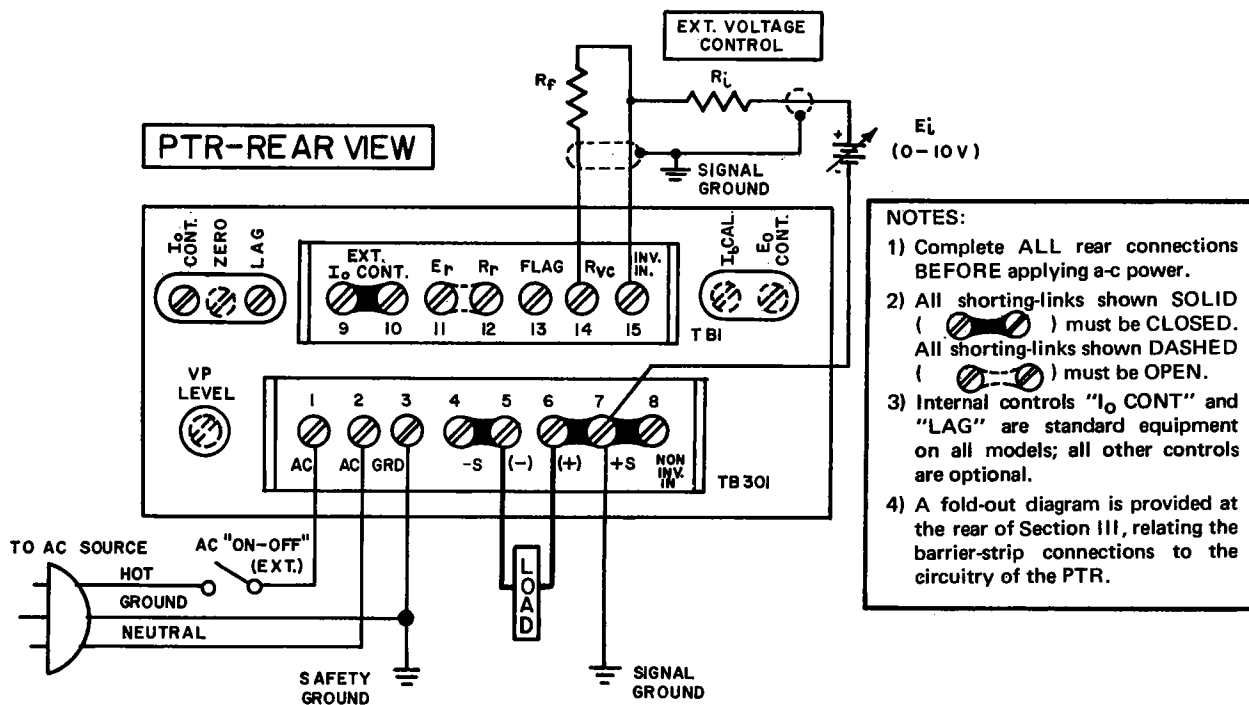 EXT. VOLTAGE
CONTROL
Rf
Ri
+
Ei
(0-10V)
-
PTR-REAR VIEW
SIGNAL
GROUND
Io
CONT.
ZERO
LAG
EXT.
Io CONT.
Er
Rr
FLAG
RVC
INV.
IN.
9 10 11 12 13 14 15
TB1
IoCAL.
Eo
CONT.
VP
LEVEL
1 2 3 4 5 6 7 8
AC AC GRD -S (-) (+) +S
NON
INV.
IN
TB301
TO AC SOURCE
AC "ON-OFF"
(EXT.)
HOT
GROUND
NEUTRAL
LOAD
SAFETY
GROUND
SIGNAL
GROUND
NOTES:
1) Complete ALL rear connections
BEFORE applying a-c power.
2) All shorting-links shown SOLID
( ) must be CLOSED.
All shorting-links shown DASHED
( ) must be OPEN.
3) Internal controls "Io CONT" and
"LAG" are standard equipment
on all models; all other controls
are optional.
4) A fold-out diagram is provided at
the rear of Section III, relating the
barrier-strip connections to the
circuitry of the PTR.